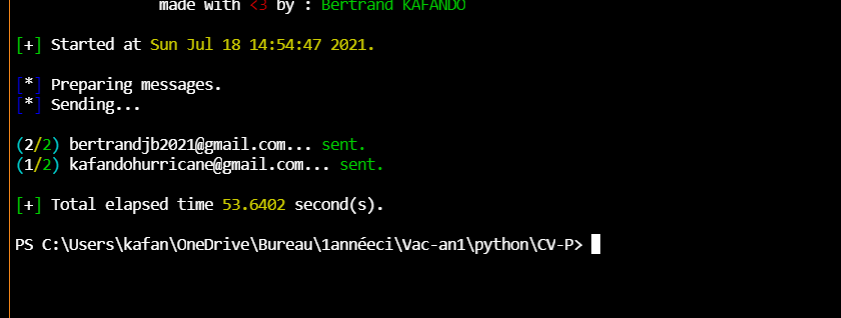 made with <3 by : Bertrand KAFANDO
[+] Started at Sun Jul 18 14:54:47 2021.
[*] Preparing messages.
[*] Sending...
(2/2) bertrandjb2021@gmail.com... sent.
(1/2) kafandohurricane@gmail.com... sent.
[+] Total elapsed time 53.6402 second(s).
PS C:\Users\kafan\OneDrive\Bureau\1annéeci\Vac-an1\python\CV-P>